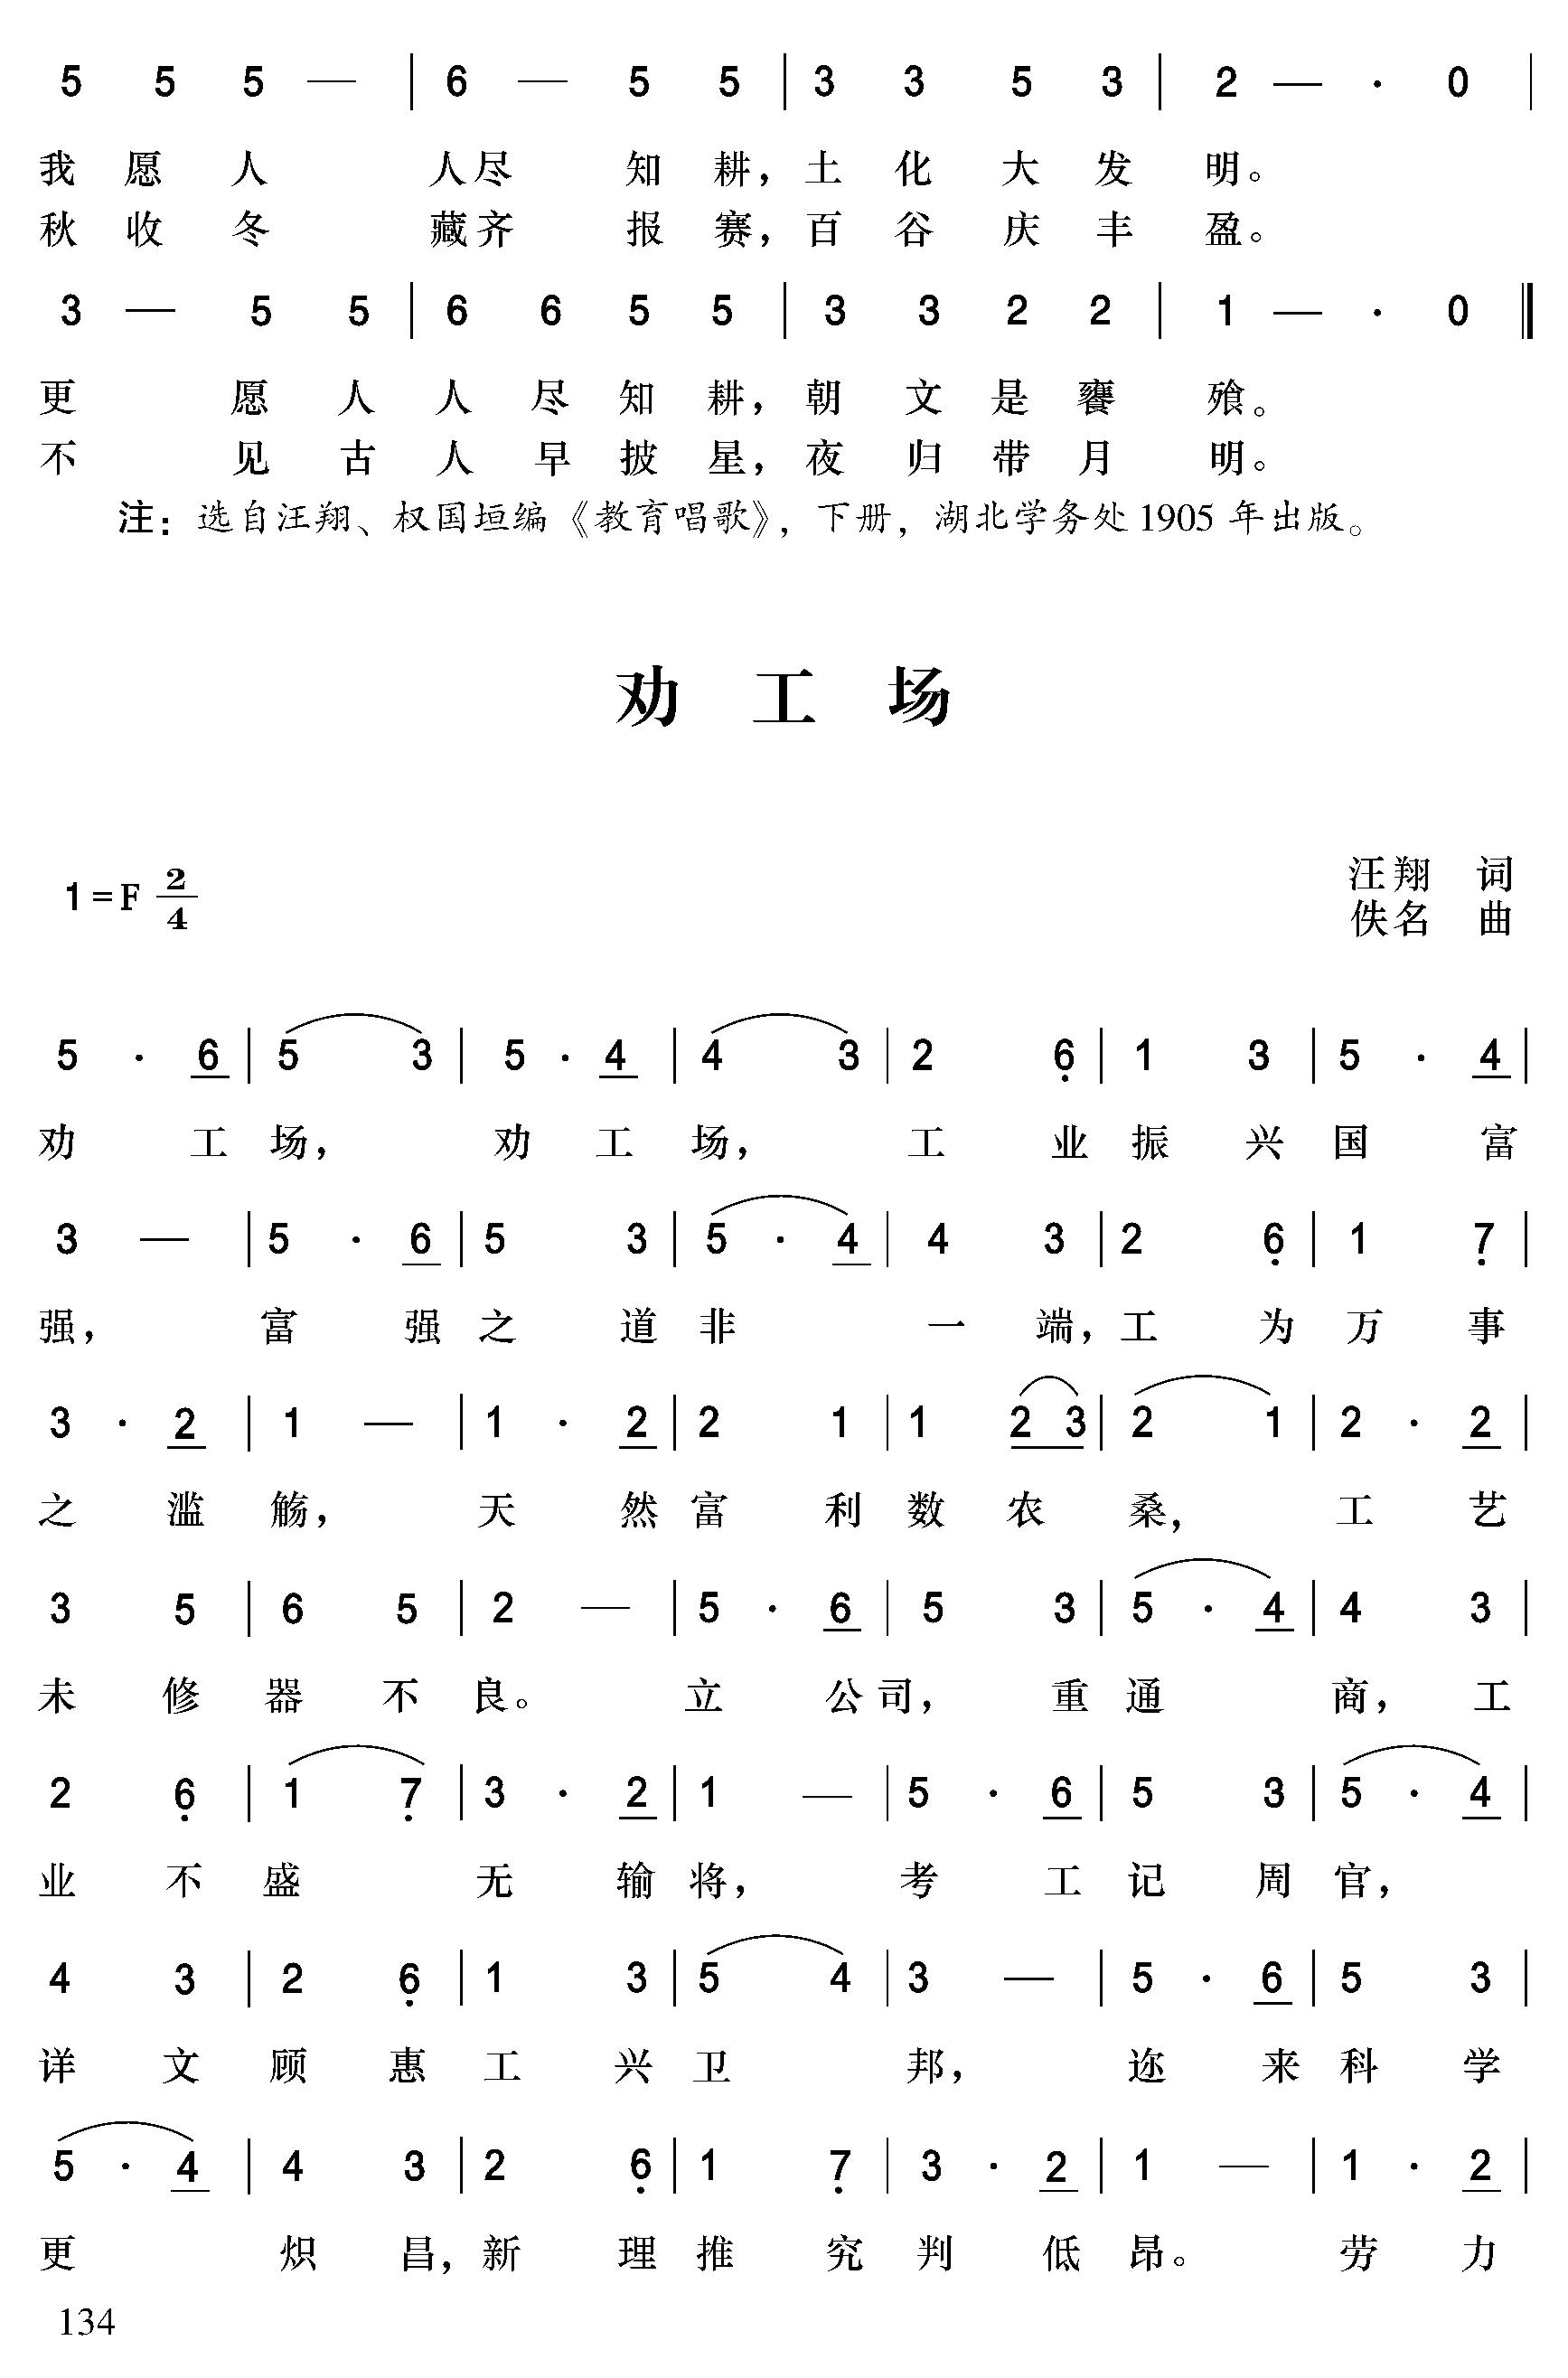 5 5 5 — | 6 — 5 5 | 3 3 5 3 | 2 — · 0 |
我 愿 人 人尽 知 耕，土 化 大 发 明。
秋 收 冬 藏齐 报 赛，百 谷 庆 丰 盈。
3 — 5 5 | 6 6 5 5 | 3 3 2 2 | 1 — · 0 ‖
更 愿 人 人 尽 知 耕，朝 文 是 饔 飧。
不 见 古 人 早 披 星，夜 归 带 月 明。
注：选自汪翔、权国垣编《教育唱歌》，下册，湖北学务处 1905 年出版。
劝 工 场
1=F 2/4
汪翔 词
佚名 曲
5 · 6 | 5 3 | 5 · 4 | 4 3 | 2 6̣ | 1 3 | 5 · 4 |
劝 工 场， 劝 工 场， 工 业 振 兴 国 富
3 — | 5 · 6 | 5 3 | 5 · 4 | 4 3 | 2 6̣ | 1 7̣ |
强， 富 强 之 道 非 一 端，工 为 万 事
3 · 2 | 1 — | 1 · 2 | 2 1 | 1 2 3 | 2 1 | 2 · 2 |
之 滥 觞， 天 然 富 利 数 农 桑， 工 艺
3 5 | 6 5 | 2 — | 5 · 6 | 5 3 | 5 · 4 | 4 3 |
未 修 器 不 良。 立 公 司， 重 通 商，工
2 6̣ | 1 7̣ | 3 · 2 | 1 — | 5 · 6 | 5 3 | 5 · 4 |
业 不 盛 无 输 将， 考 工 记 周 官，
4 3 | 2 6̣ | 1 3 | 5 4 | 3 — | 5 · 6 | 5 3 |
详 文 顾 惠 工 兴 卫 邦， 迩 来 科 学
5 · 4 | 4 3 | 2 6̣ | 1 7̣ | 3 · 2 | 1 — | 1 · 2 |
更 炽 昌，新 理 推 究 判 低 昂。 劳 力
134